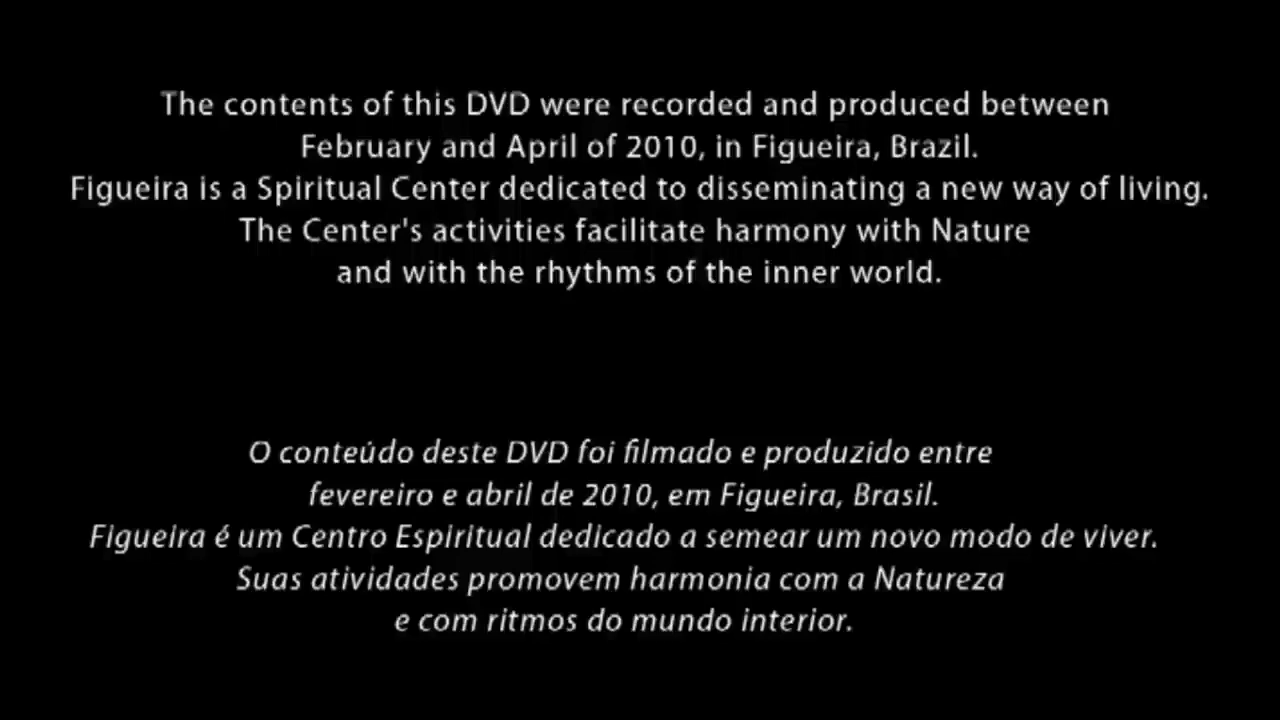 The contents of this DVD were recorded and produced between
February and April of 2010, in Figueira, Brazil.
Figueira is a Spiritual Center dedicated to disseminating a new way of living.
The Center's activities facilitate harmony with Nature
and with the rhythms of the inner world.
O conteúdo deste DVD foi filmado e produzido entre
fevereiro e abril de 2010, em Figueira, Brasil.
Figueira é um Centro Espiritual dedicado a semear um novo modo de viver.
Suas atividades promovem harmonia com a Natureza
e com ritmos do mundo interior.